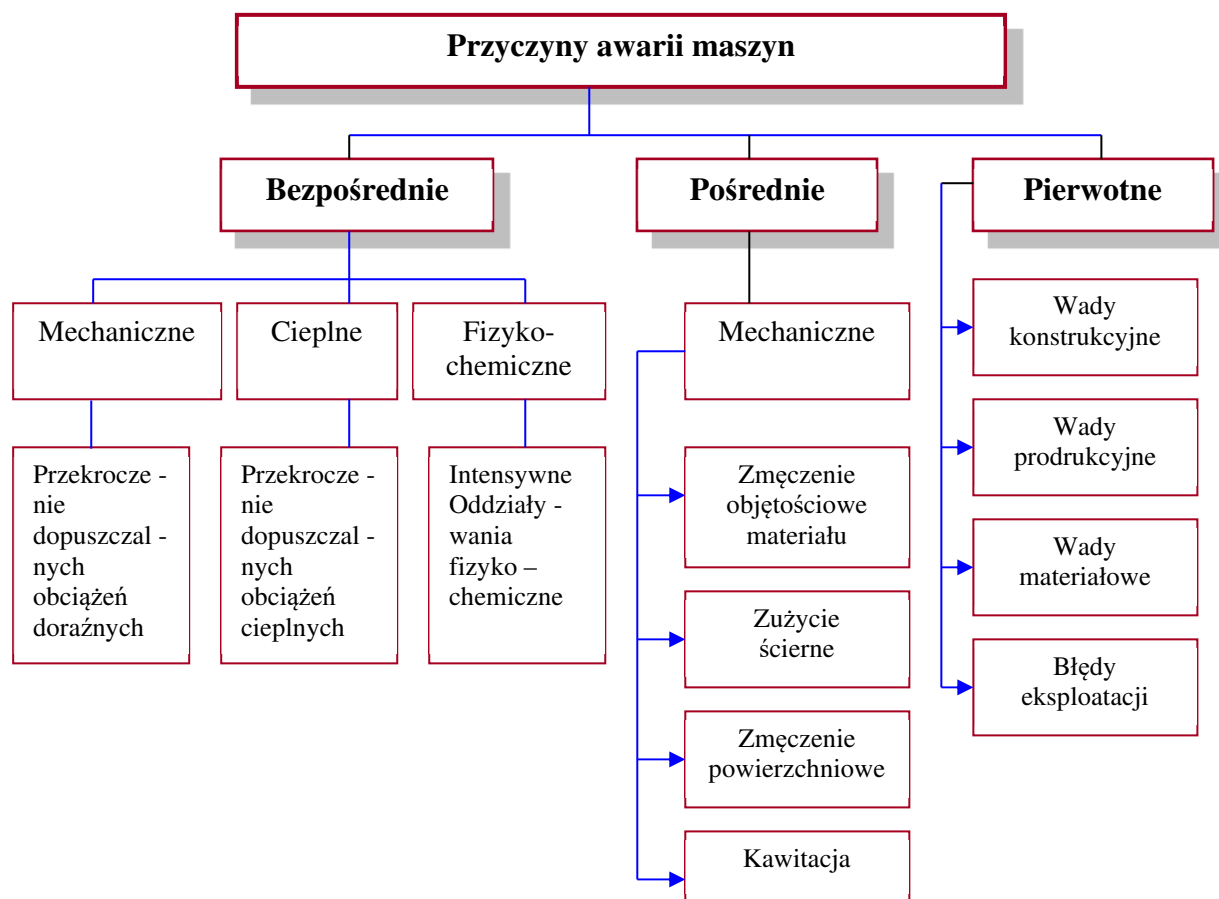 Przyczyny awarii maszyn
Bezpośrednie
Pośrednie
Pierwotne
Mechaniczne
Cieplne
Fizyko-
chemiczne
Mechaniczne
Wady
konstrukcyjne
Przekrocze -
nie
dopuszczal -
nych
obciążeń
doraźnych
Przekrocze -
nie
dopuszczal -
nych
obciążeń
cieplnych
Intensywne
Oddziały -
wania
fizyko –
chemiczne
Zmęczenie
objętościowe
materiału
Zużycie
ścierne
Zmęczenie
powierzchniowe
Kawitacja
Wady
prodrukcyjne
Wady
materiałowe
Błędy
eksploatacji